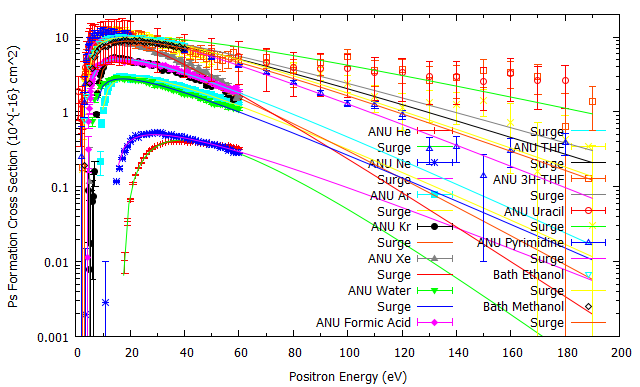 10
1
0.1
0.01
0.001
Ps Formation Cross Section (10^{-16} cm^2)
0
20
40
60
80
100
120
140
160
180
200
Positron Energy (eV)
ANU He
Surge
ANU Ne
Surge
ANU Ar
Surge
ANU Kr
Surge
ANU Xe
Surge
ANU Water
Surge
ANU Formic Acid
Surge
ANU THF
Surge
ANU 3H-THF
Surge
ANU Uracil
Surge
ANU Pyrimidine
Surge
Bath Ethanol
Surge
Bath Methanol
Surge